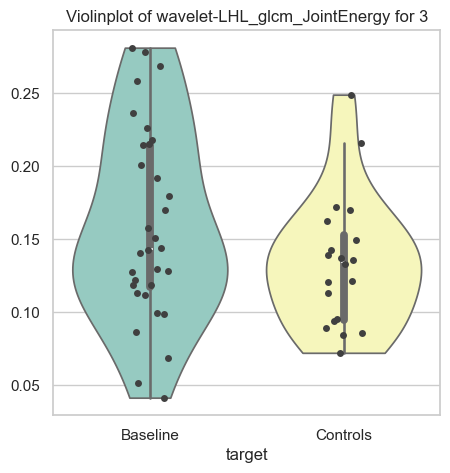 Violinplot of wavelet-LHL_glcm_JointEnergy for 3
0.25
0.20
0.15
0.10
0.05
Baseline
Controls
target